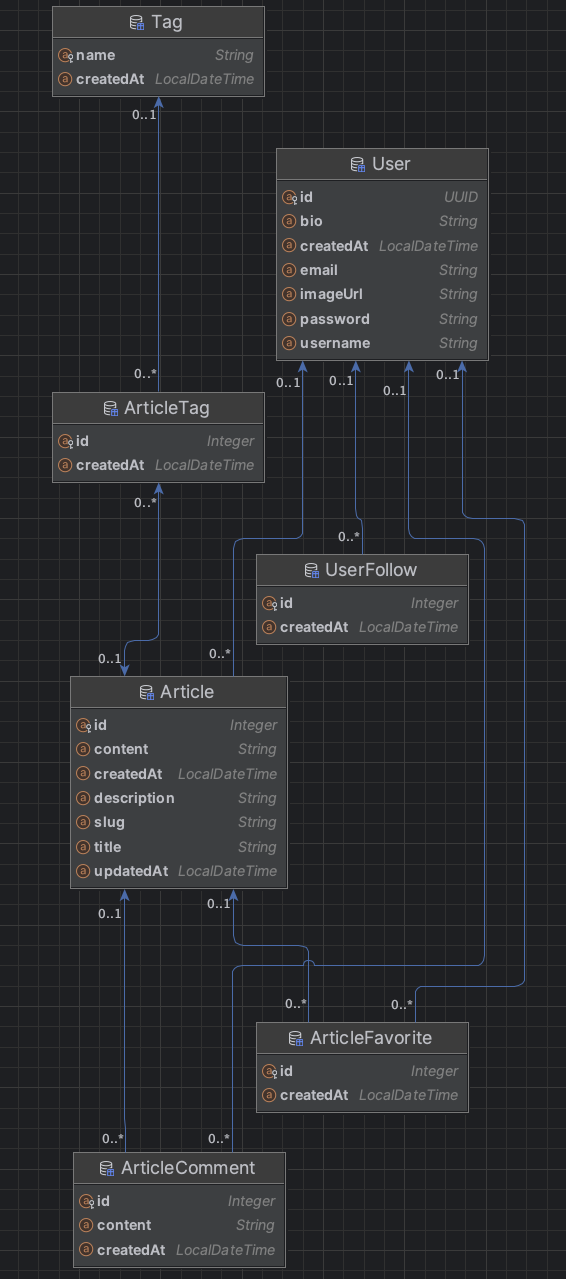 Tag
name String
createdAt LocalDateTime
0..1
User
id UUID
bio String
createdAt LocalDateTime
email String
imageUrl String
password String
username String
0..1 0..1 0..1 0..1
0..*
ArticleTag
id Integer
createdAt LocalDateTime
0..*
0..*
UserFollow
id Integer
createdAt LocalDateTime
0..1 0..*
Article
id Integer
content String
createdAt LocalDateTime
description String
slug String
title String
updatedAt LocalDateTime
0..1 0..1
0..* 0..*
ArticleFavorite
id Integer
createdAt LocalDateTime
0..* 0..*
ArticleComment
id Integer
content String
createdAt LocalDateTime